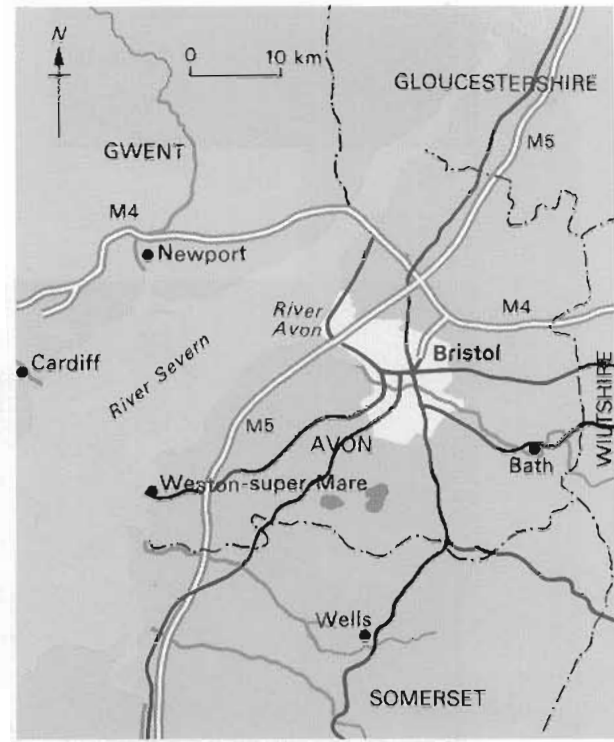 N
0 10 km
GLOUCESTERSHIRE
M5
GWENT
M4
Newport
River
Avon
M4
Bristol
Cardiff
River Severn
WILTSHIRE
M5
AVON
Bath
Weston-super Mare
Wells
SOMERSET